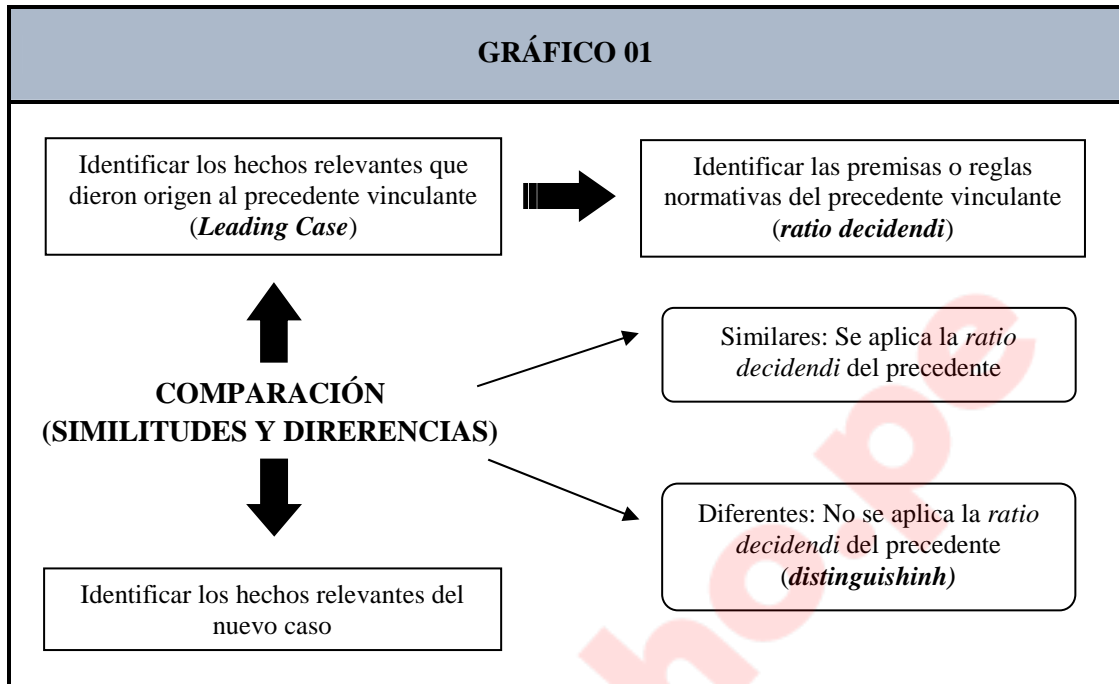 GRÁFICO 01
Identificar los hechos relevantes que
dieron origen al precedente vinculante
(Leading Case)
Identificar las premisas o reglas
normativas del precedente vinculante
(ratio decidendi)
COMPARACIÓN
(SIMILITUDES Y DIRERENCIAS)
Similares: Se aplica la ratio
decidendi del precedente
Diferentes: No se aplica la ratio
decidendi del precedente
(distinguishinh)
Identificar los hechos relevantes del
nuevo caso
ho.pe